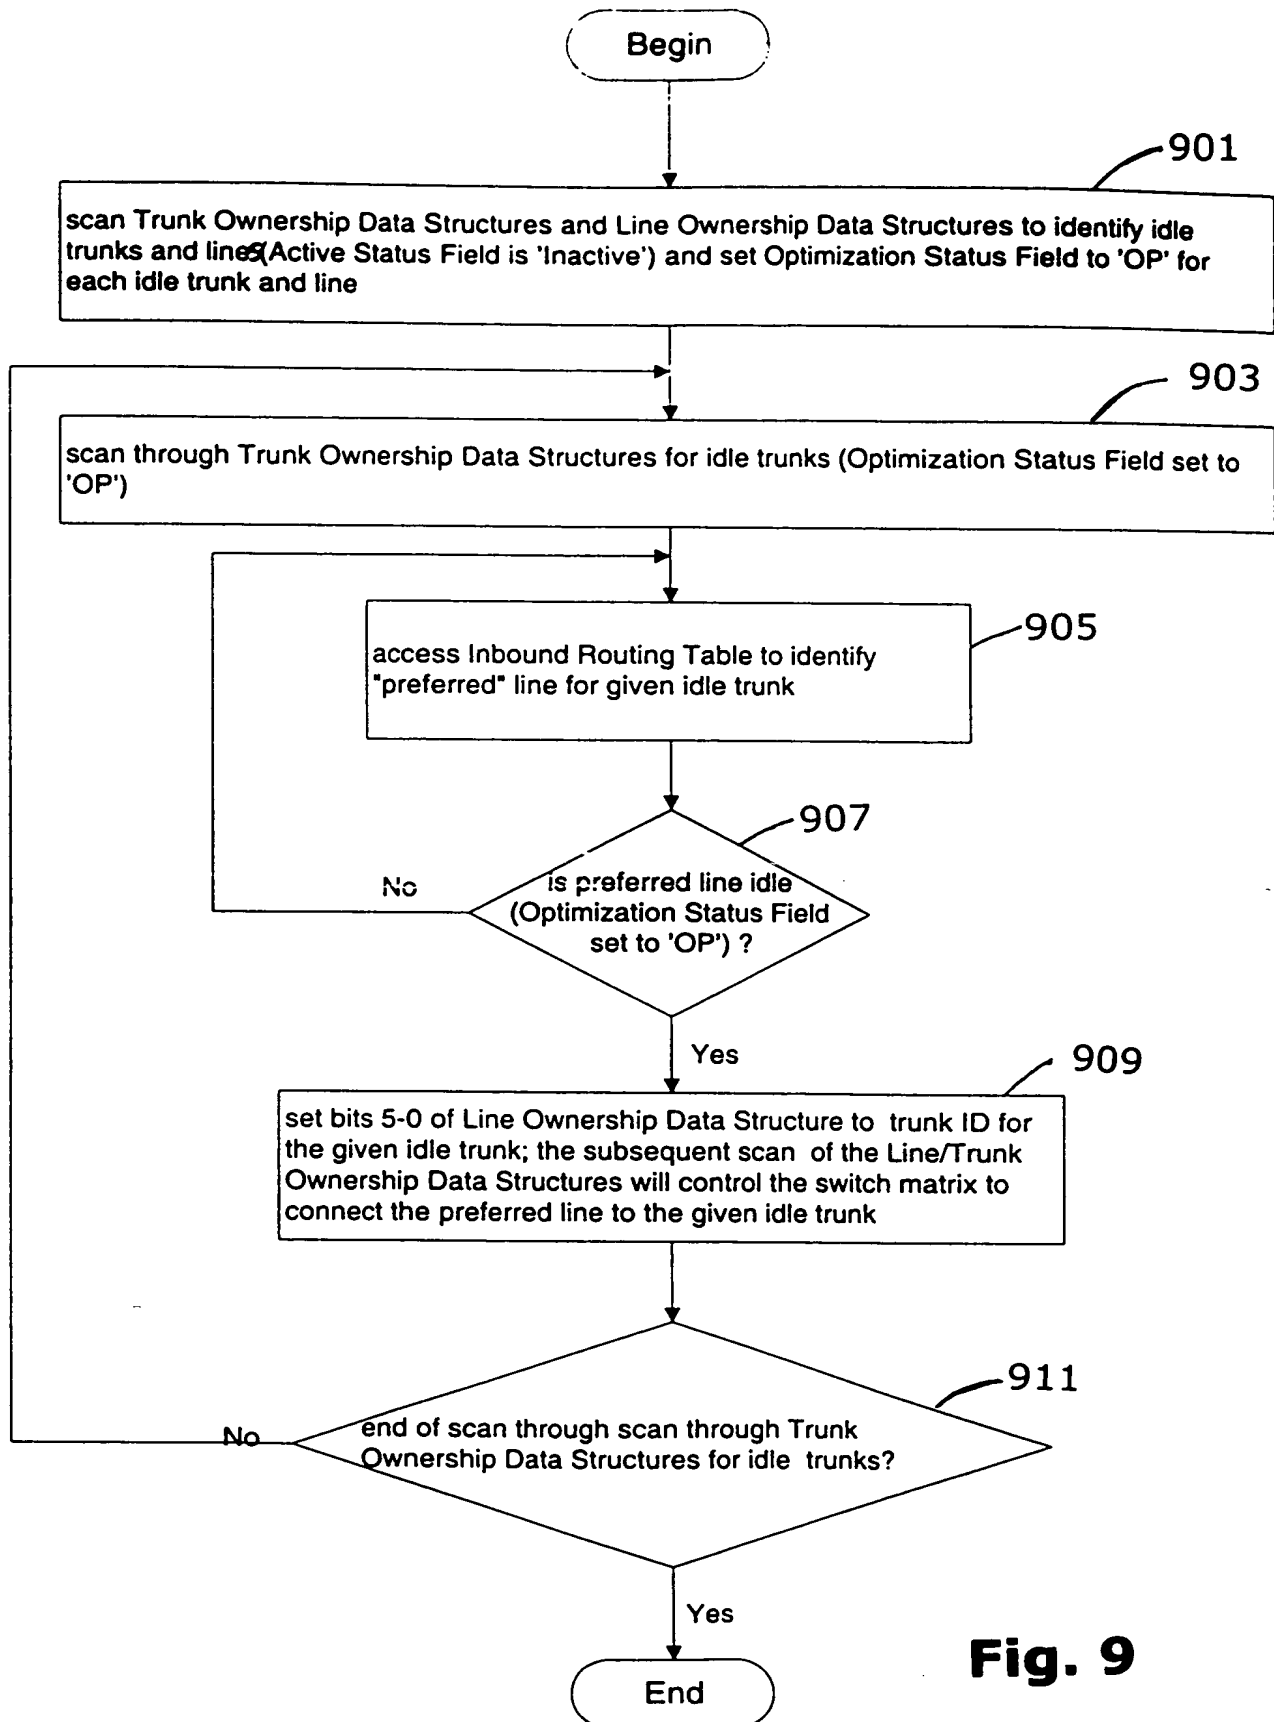 Begin
901
scan Trunk Ownership Data Structures and Line Ownership Data Structures to identify idle
trunks and lines(Active Status Field is 'Inactive') and set Optimization Status Field to 'OP' for
each idle trunk and line
903
scan through Trunk Ownership Data Structures for idle trunks (Optimization Status Field set to
'OP')
905
access Inbound Routing Table to identify
"preferred" line for given idle trunk
907
No
is preferred line idle
(Optimization Status Field
set to 'OP') ?
Yes
909
set bits 5-0 of Line Ownership Data Structure to trunk ID for
the given idle trunk; the subsequent scan of the Line/Trunk
Ownership Data Structures will control the switch matrix to
connect the preferred line to the given idle trunk
911
No
end of scan through scan through Trunk
Ownership Data Structures for idle trunks?
Yes
Fig. 9
End